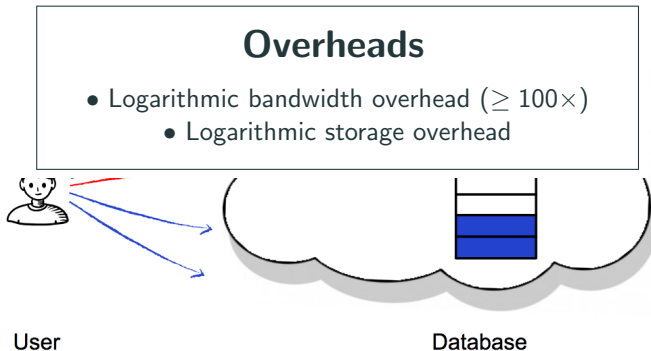 Overheads
• Logarithmic bandwidth overhead (≥ 100×)
• Logarithmic storage overhead
User
Database